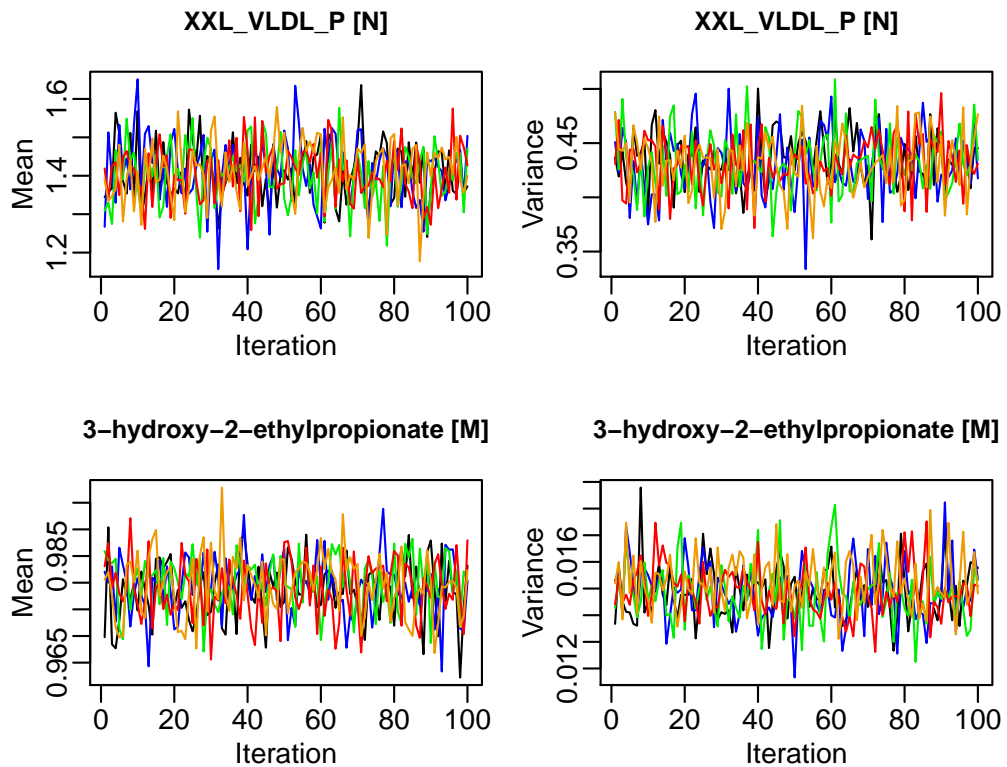 XXL_VLDL_P [N]
Mean
1.2 1.4 1.6
0 20 40 60 80 100
Iteration
XXL_VLDL_P [N]
Variance
0.35 0.45
0 20 40 60 80 100
Iteration
3−hydroxy−2−ethylpropionate [M]
Mean
0.965 0.985
0 20 40 60 80 100
Iteration
3−hydroxy−2−ethylpropionate [M]
Variance
0.012 0.016
0 20 40 60 80 100
Iteration